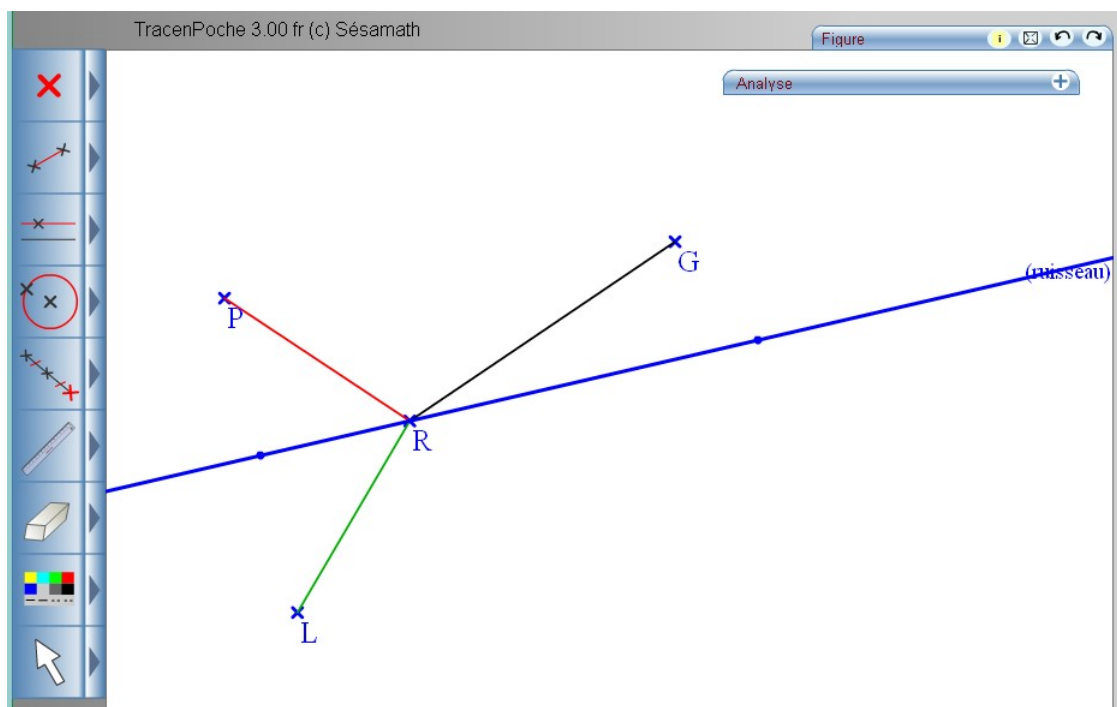 TracenPoche 3.00 fr (c) Sésamath
Figure
i
Analyse
G
(ruisseau)
P
R
L